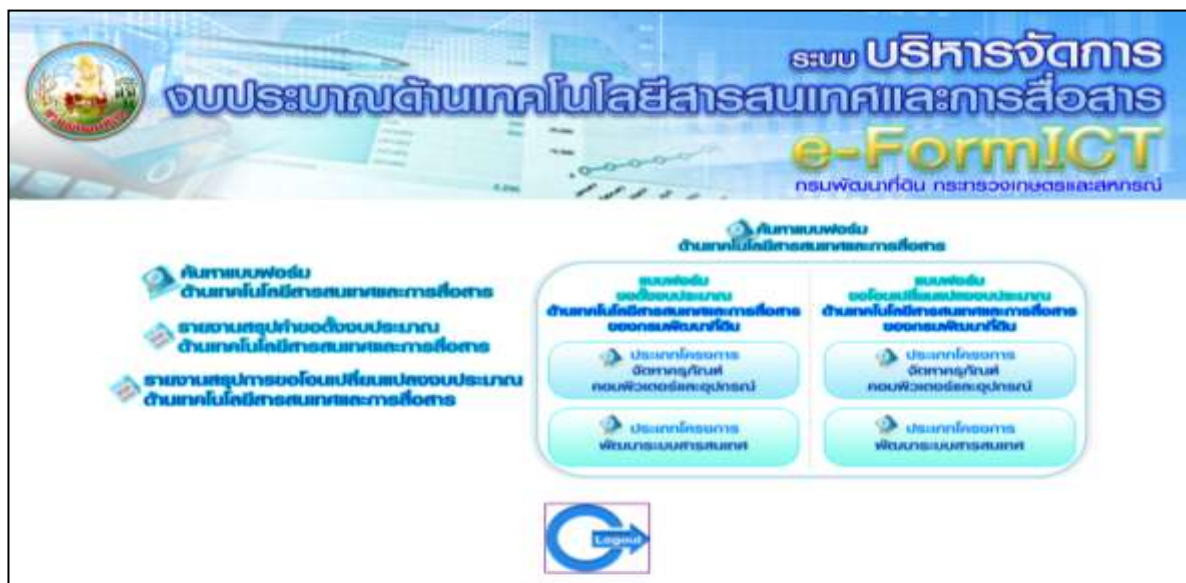 ระบบ บริหารจัดการ
งบประมาณด้านเทคโนโลยีสารสนเทศและการสื่อสาร
e-FormICT
กรมพัฒนาที่ดิน กระทรวงเกษตรและสหกรณ์
ค้นหาแบบฟอร์ม
ด้านเทคโนโลยีสารสนเทศและการสื่อสาร
รายงานสรุปคำขอตั้งงบประมาณ
ด้านเทคโนโลยีสารสนเทศและการสื่อสาร
รายงานสรุปการขอโอนเปลี่ยนแปลงงบประมาณ
ด้านเทคโนโลยีสารสนเทศและการสื่อสาร
ค้นหาแบบฟอร์ม
ด้านเทคโนโลยีสารสนเทศและการสื่อสาร
แบบฟอร์ม
ขอตั้งงบประมาณ
ด้านเทคโนโลยีสารสนเทศและการสื่อสาร
ของกรมพัฒนาที่ดิน
ประเภทโครงการ
จัดหาครุภัณฑ์
คอมพิวเตอร์และอุปกรณ์
ประเภทโครงการ
พัฒนาระบบสารสนเทศ
แบบฟอร์ม
ขอโอนเปลี่ยนแปลงงบประมาณ
ด้านเทคโนโลยีสารสนเทศและการสื่อสาร
ของกรมพัฒนาที่ดิน
ประเภทโครงการ
จัดหาครุภัณฑ์
คอมพิวเตอร์และอุปกรณ์
ประเภทโครงการ
พัฒนาระบบสารสนเทศ
Logout